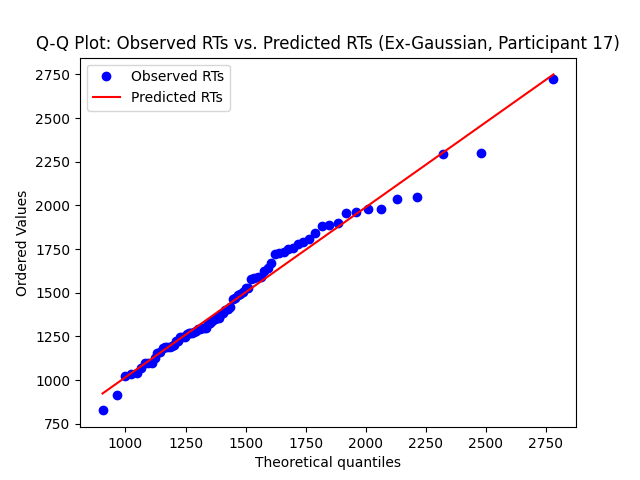 Q-Q Plot: Observed RTs vs. Predicted RTs (Ex-Gaussian, Participant 17)
Observed RTs
Predicted RTs
Ordered Values
2750
2500
2250
2000
1750
1500
1250
1000
750
1000 1250 1500 1750 2000 2250 2500 2750
Theoretical quantiles